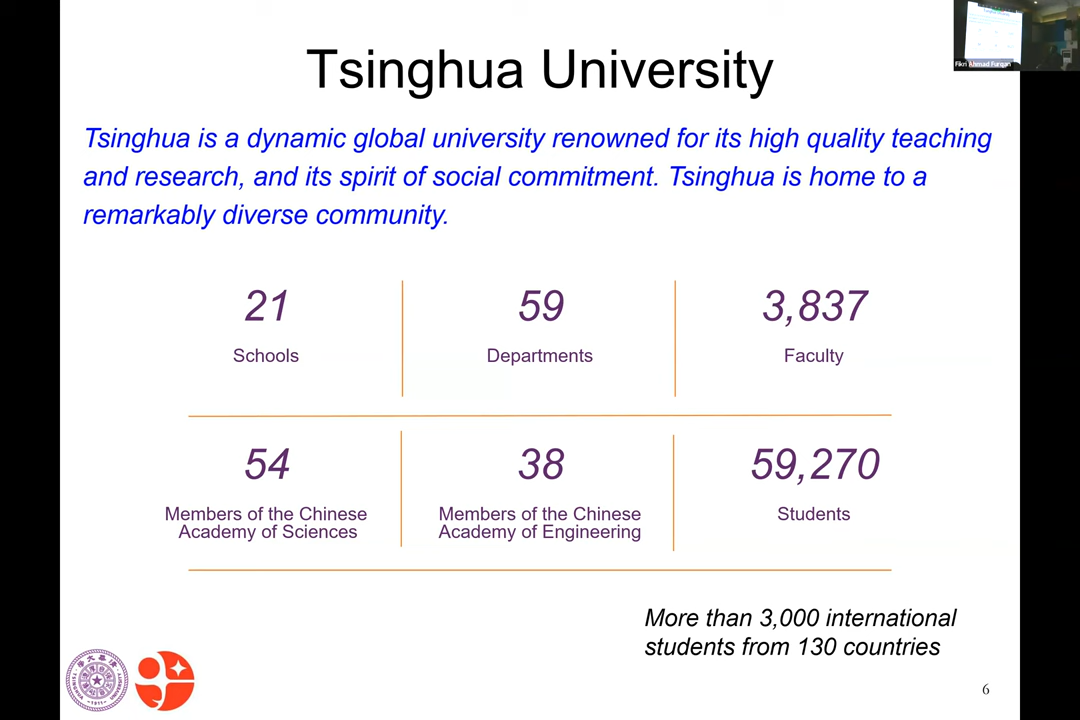 Tsinghua University
Fikri Ahmad Furqan
Tsinghua is a dynamic global university renowned for its high quality teaching
and research, and its spirit of social commitment. Tsinghua is home to a
remarkably diverse community.
21
Schools
59
Departments
3,837
Faculty
54
Members of the Chinese
Academy of Sciences
38
Members of the Chinese
Academy of Engineering
59,270
Students
More than 3,000 international
students from 130 countries
6